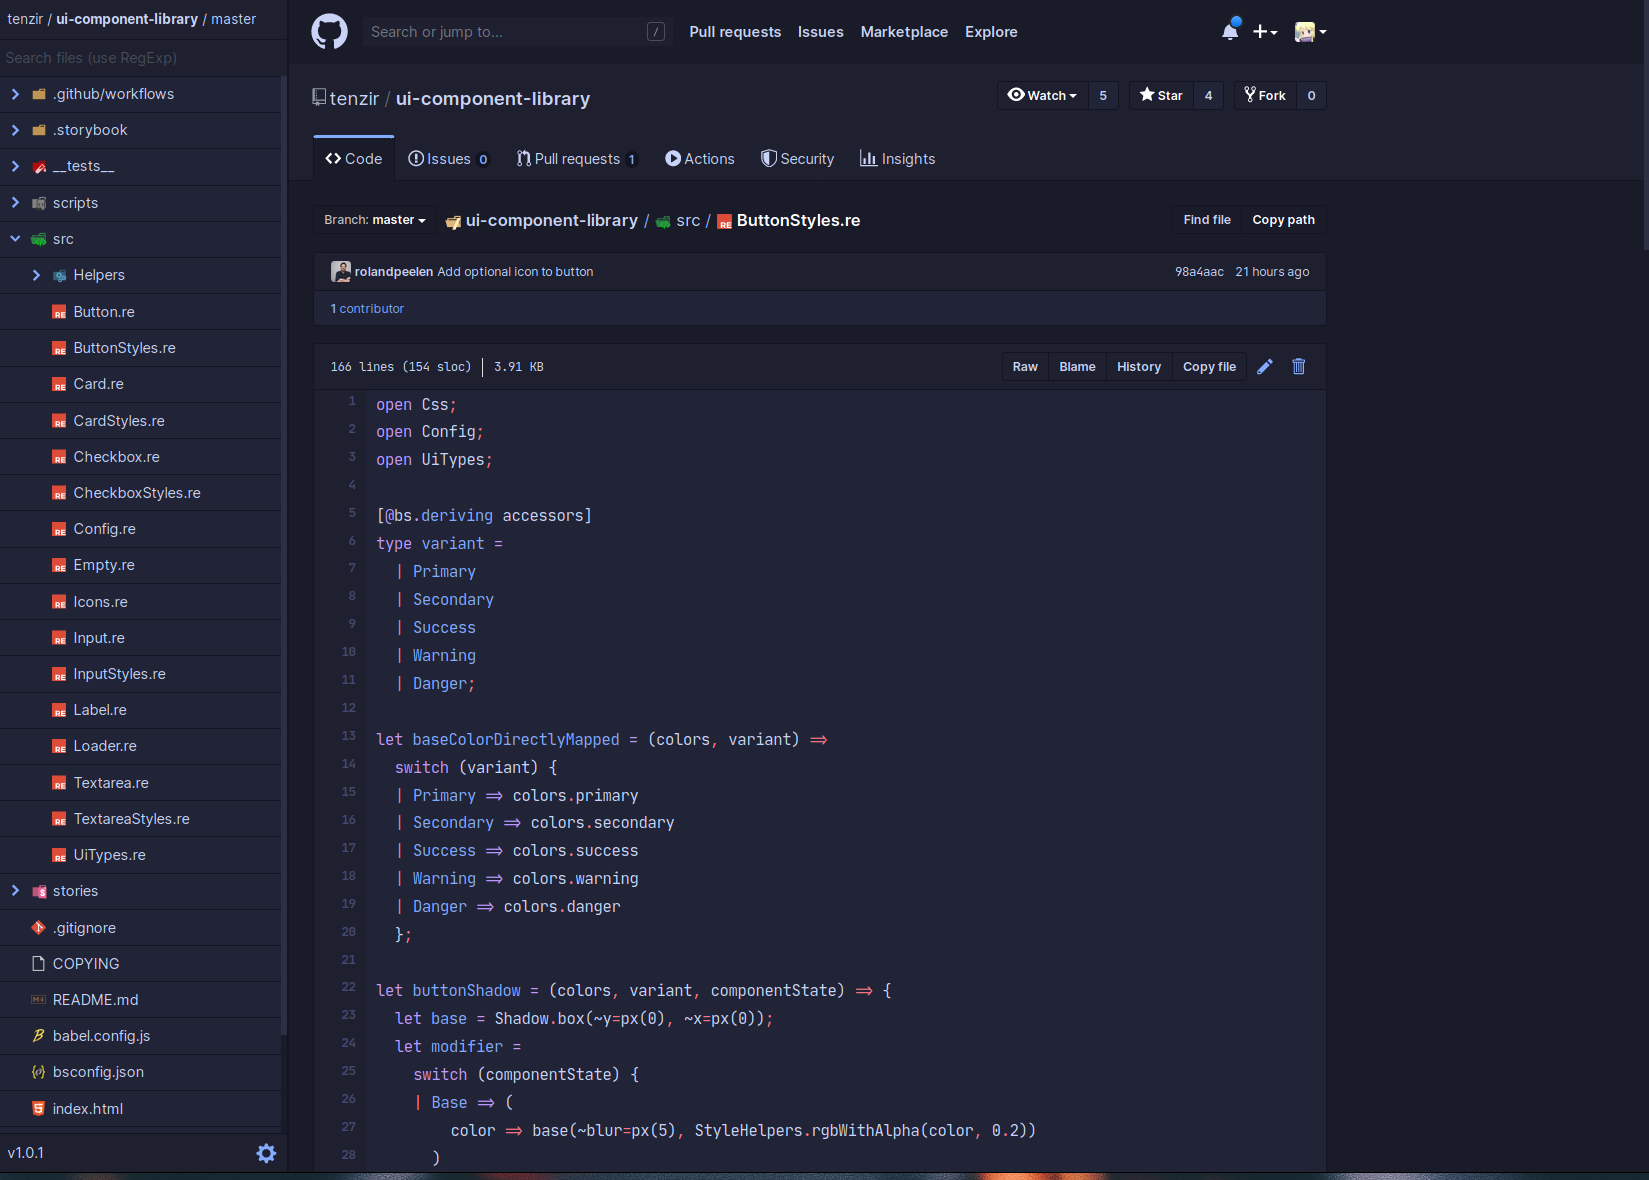 tenzir / ui-component-library / master
Search files (use RegExp)
.github/workflows
.storybook
__tests__
scripts
src
Helpers
Button.re
ButtonStyles.re
Card.re
CardStyles.re
Checkbox.re
CheckboxStyles.re
Config.re
Empty.re
Icons.re
Input.re
InputStyles.re
Label.re
Loader.re
Textarea.re
TextareaStyles.re
UiTypes.re
stories
.gitignore
COPYING
README.md
babel.config.js
bsconfig.json
index.html
v1.0.1
Search or jump to... / Pull requests Issues Marketplace Explore
tenzir / ui-component-library Watch 5 Star 4 Fork 0
Code Issues 0 Pull requests 1 Actions Security Insights
Branch: master ui-component-library / src / ButtonStyles.re Find file Copy path
rolandpeelen Add optional icon to button 98a4aac 21 hours ago
1 contributor
166 lines (154 sloc) 3.91 KB Raw Blame History Copy file
1 open Css;
2 open Config;
3 open UiTypes;
4
5 [@bs.deriving accessors]
6 type variant =
7 | Primary
8 | Secondary
9 | Success
10 | Warning
11 | Danger;
12
13 let baseColorDirectlyMapped = (colors, variant) =>
14 switch (variant) {
15 | Primary => colors.primary
16 | Secondary => colors.secondary
17 | Success => colors.success
18 | Warning => colors.warning
19 | Danger => colors.danger
20 };
21
22 let buttonShadow = (colors, variant, componentState) => {
23 let base = Shadow.box(~y=px(0), ~x=px(0));
24 let modifier =
25 switch (componentState) {
26 | Base => (
27 color => base(~blur=px(5), StyleHelpers.rgbWithAlpha(color, 0.2))
28 )